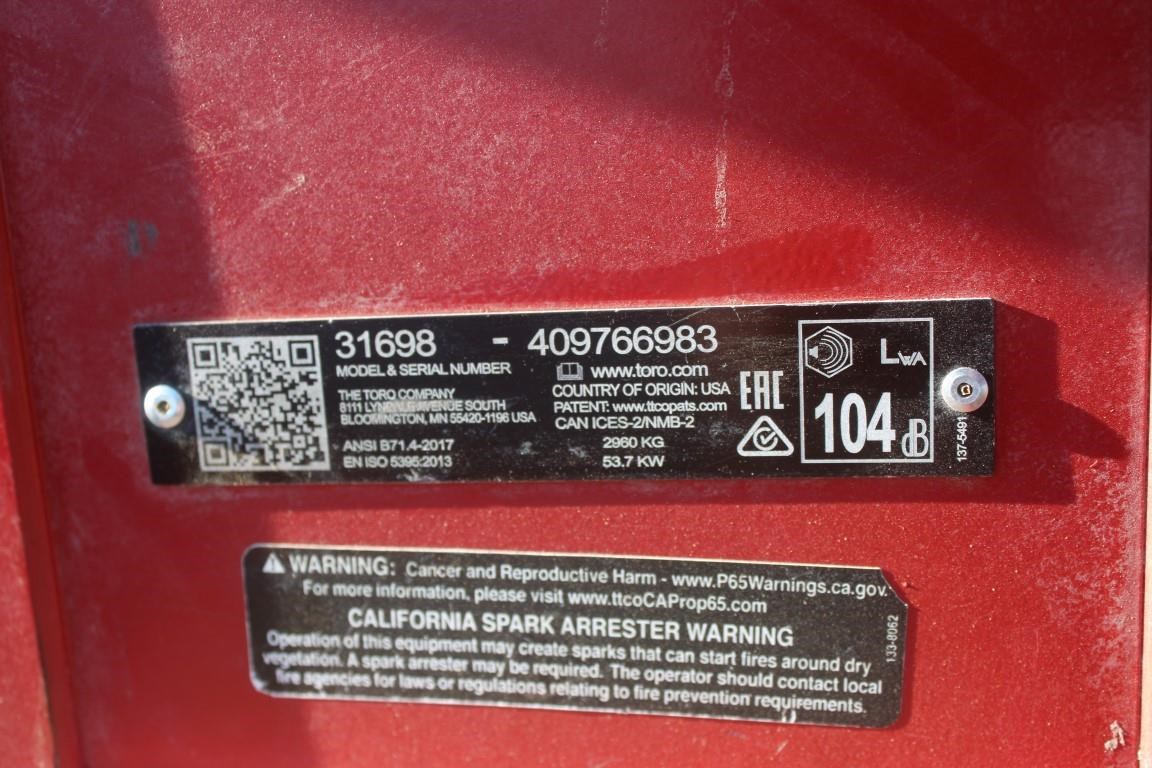 31698 - 409766983
MODEL & SERIAL NUMBER
www.toro.com
THE TORO COMPANY
8111 LYNDALE AVENUE SOUTH
BLOOMINGTON, MN 55420-1196 USA
ANSI B71.4-2017
EN ISO 5395:2013
COUNTRY OF ORIGIN: USA
PATENT: www.ttcopats.com
CAN ICES-2/NMB-2
2960 KG
53.7 KW
EAC
LWA
104 dB
137-5491
WARNING: Cancer and Reproductive Harm - www.P65Warnings.ca.gov.
For more information, please visit www.ttcoCAProp65.com
CALIFORNIA SPARK ARRESTER WARNING
Operation of this equipment may create sparks that can start fires around dry
vegetation. A spark arrester may be required. The operator should contact local
fire agencies for laws or regulations relating to fire prevention requirements.
133-8062